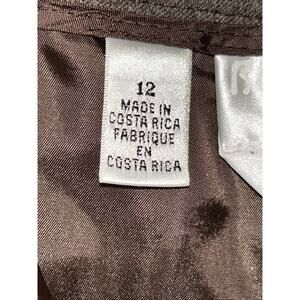 12
MADE IN
COSTA RICA
FABRIQUE
EN
COSTA RICA